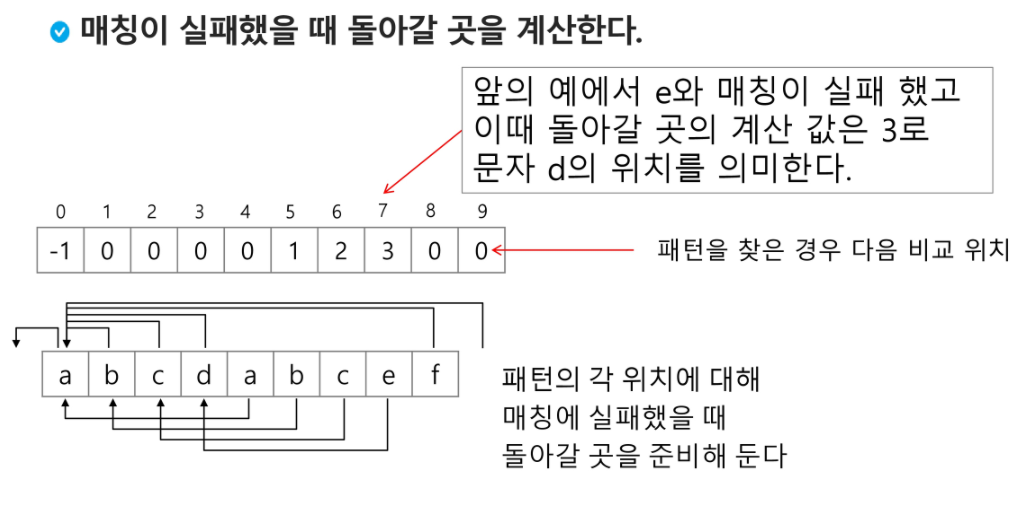 매칭이 실패했을 때 돌아갈 곳을 계산한다.
앞의 예에서 e와 매칭이 실패 했고
이때 돌아갈 곳의 계산 값은 3로
문자 d의 위치를 의미한다.
0 1 2 3 4 5 6 7 8 9
-1 0 0 0 0 1 2 3 0 0
패턴을 찾은 경우 다음 비교 위치
a b c d a b c e f
패턴의 각 위치에 대해
매칭에 실패했을 때
돌아갈 곳을 준비해 둔다